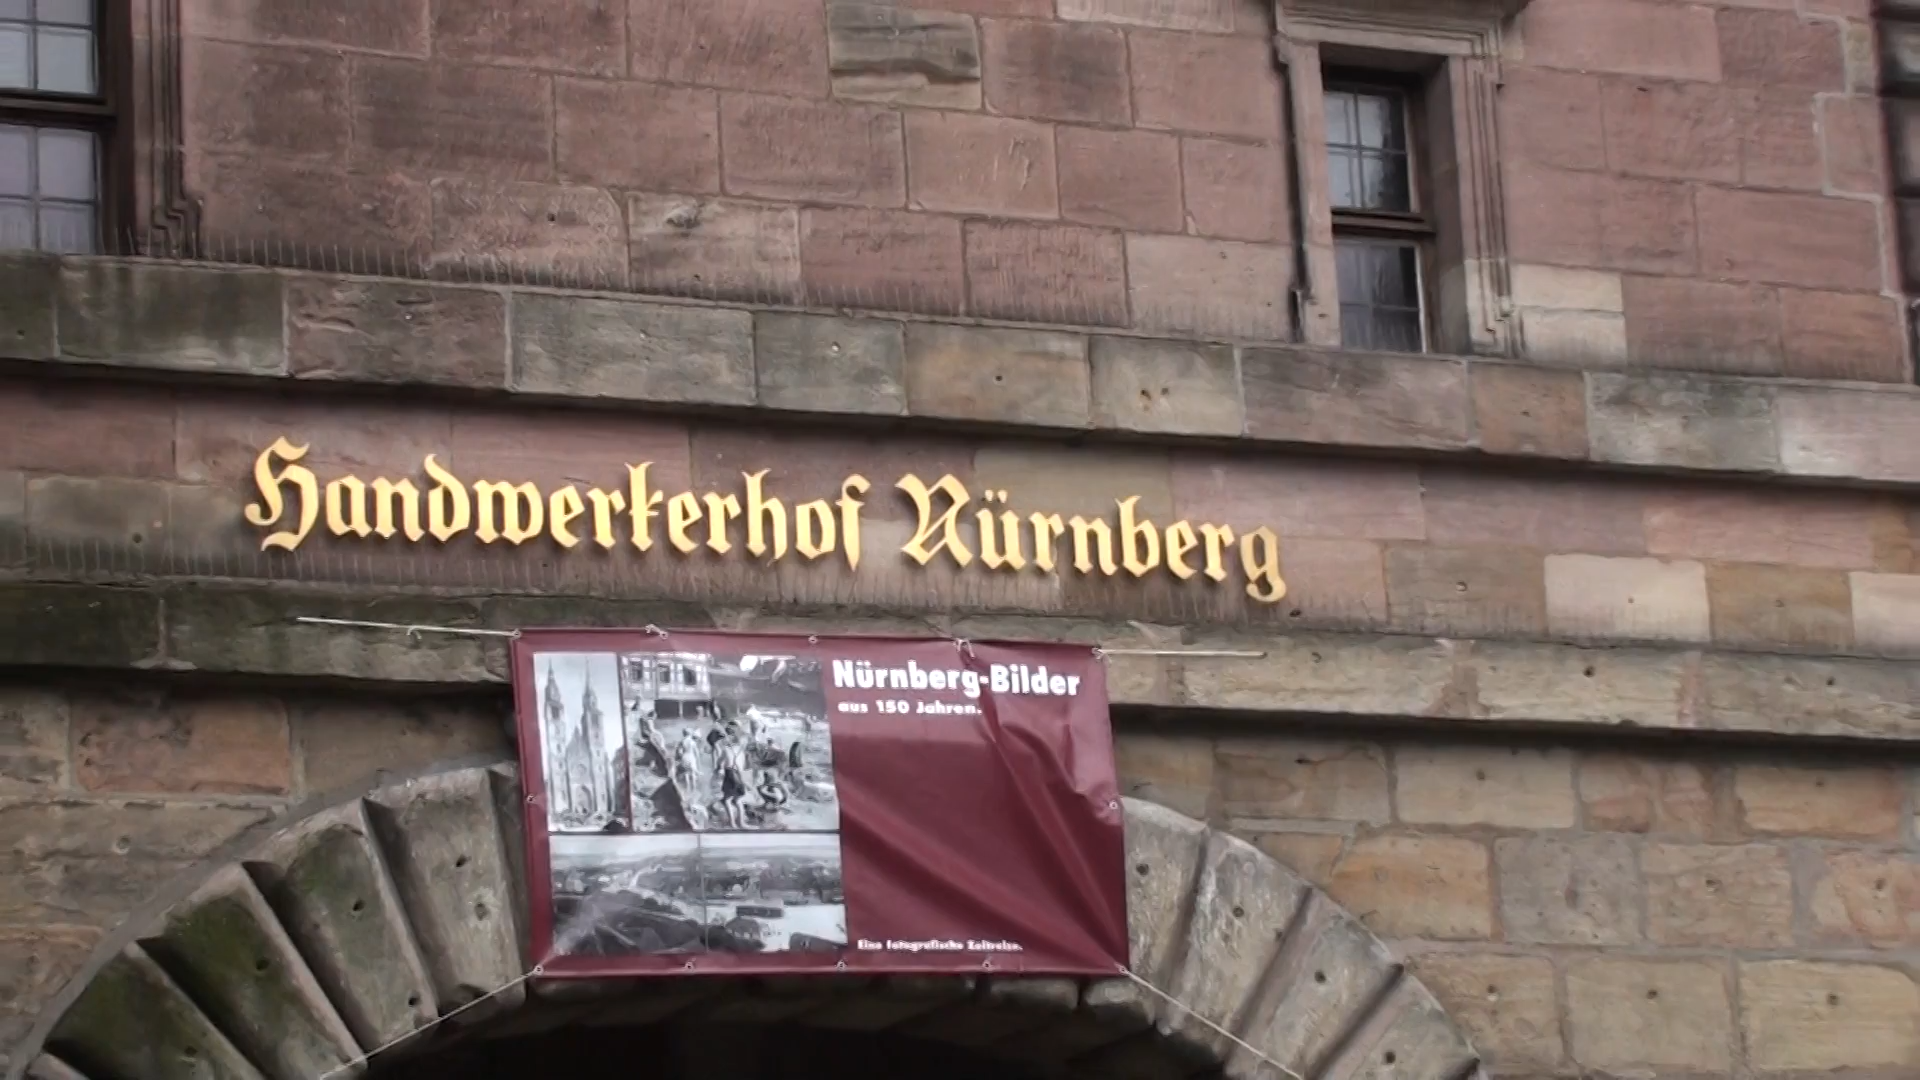 Handwerkerhof Nürnberg
Nürnberg-Bilder
aus 150 Jahren.
Eine fotografische Zeitreise.